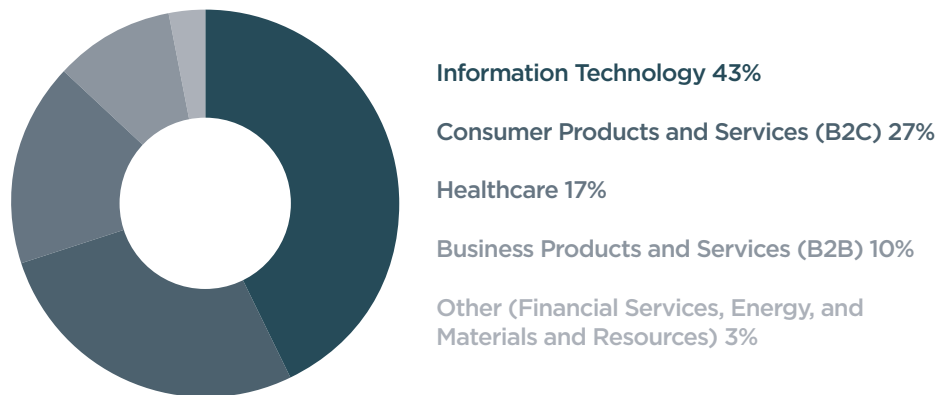 Information Technology 43%
Consumer Products and Services (B2C) 27%
Healthcare 17%
Business Products and Services (B2B) 10%
Other (Financial Services, Energy, and
Materials and Resources) 3%